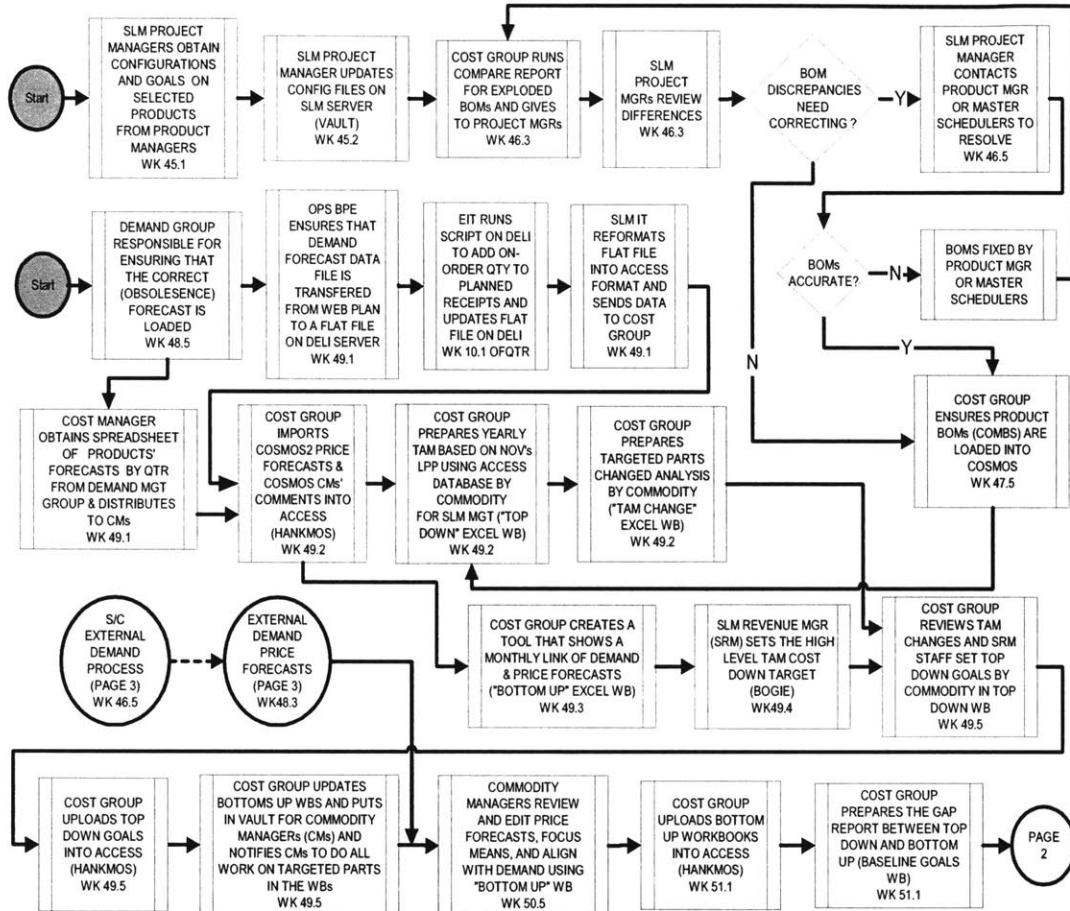 Start
SLM PROJECT
MANAGERS OBTAIN
CONFIGURATIONS
AND GOALS ON
SELECTED
PRODUCTS
FROM PRODUCT
MANAGERS
WK 45.1
SLM PROJECT
MANAGER UPDATES
CONFIG FILES ON
SLM SERVER
(VAULT)
WK 45.2
COST GROUP RUNS
COMPARE REPORT
FOR EXPLODED
BOMs AND GIVES
TO PROJECT MGRs
WK 46.3
SLM
PROJECT
MGRs REVIEW
DIFFERENCES
WK 46.3
BOM
DISCREPANCIES
NEED
CORRECTING ?
Y
SLM PROJECT
MANAGER
CONTACTS
PRODUCT MGR
OR MASTER
SCHEDULERS TO
RESOLVE
WK 46.5
Start
DEMAND GROUP
RESPONSIBLE FOR
ENSURING THAT
THE CORRECT
(OBSOLESENCE)
FORECAST IS
LOADED
WK 48.5
OPS BPE
ENSURES THAT
DEMAND
FORECAST DATA
FILE IS
TRANSFERED
FROM WEB PLAN
TO A FLAT FILE
ON DELI SERVER
WK 49.1
EIT RUNS
SCRIPT ON DELI
TO ADD ON-
ORDER QTY TO
PLANNED
RECEIPTS AND
UPDATES FLAT
FILE ON DELI
WK 10.1 OFQTR
SLM IT
REFORMATS
FLAT FILE
INTO ACCESS
FORMAT AND
SENDS DATA
TO COST
GROUP
WK 49.1
BOMs
ACCURATE?
N
BOMS FIXED BY
PRODUCT MGR
OR MASTER
SCHEDULERS
N
Y
COST MANAGER
OBTAINS SPREADSHEET
OF PRODUCTS'
FORECASTS BY QTR
FROM DEMAND MGT
GROUP & DISTRIBUTES
TO CMs
WK 49.1
COST GROUP
IMPORTS
COSMOS2 PRICE
FORECASTS &
COSMOS CMs'
COMMENTS INTO
ACCESS
(HANKMOS)
WK 49.2
COST GROUP
PREPARES YEARLY
TAM BASED ON NOV's
LPP USING ACCESS
DATABASE BY
COMMODITY
FOR SLM MGT ("TOP
DOWN" EXCEL WB)
WK 49.2
COST GROUP
PREPARES
TARGETED PARTS
CHANGED ANALYSIS
BY COMMODITY
("TAM CHANGE"
EXCEL WB)
WK 49.2
COST GROUP
ENSURES PRODUCT
BOMs (COMBS) ARE
LOADED INTO
COSMOS
WK 47.5
S/C
EXTERNAL
DEMAND
PROCESS
(PAGE 3)
WK 46.5
EXTERNAL
DEMAND
PRICE
FORECASTS
(PAGE 3)
WK48.3
COST GROUP CREATES A
TOOL THAT SHOWS A
MONTHLY LINK OF DEMAND
& PRICE FORECASTS
("BOTTOM UP" EXCEL WB)
WK 49.3
SLM REVENUE MGR
(SRM) SETS THE HIGH
LEVEL TAM COST
DOWN TARGET
(BOGIE)
WK49.4
COST GROUP
REVIEWS TAM
CHANGES AND SRM
STAFF SET TOP
DOWN GOALS BY
COMMODITY IN TOP
DOWN WB
WK 49.5
COST GROUP
UPLOADS TOP
DOWN GOALS
INTO ACCESS
(HANKMOS)
WK 49.5
COST GROUP UPDATES
BOTTOMS UP WBS AND PUTS
IN VAULT FOR COMMODITY
MANAGERS (CMs) AND
NOTIFIES CMs TO DO ALL
WORK ON TARGETED PARTS
IN THE WBs
WK 49.5
COMMODITY
MANAGERS REVIEW
AND EDIT PRICE
FORECASTS, FOCUS
MEANS, AND ALIGN
WITH DEMAND USING
"BOTTOM UP" WB
WK 50.5
COST GROUP
UPLOADS BOTTOM
UP WORKBOOKS
INTO ACCESS
(HANKMOS)
WK 51.1
COST GROUP
PREPARES THE GAP
REPORT BETWEEN TOP
DOWN AND BOTTOM
UP (BASELINE GOALS
WB)
WK 51.1
PAGE
2